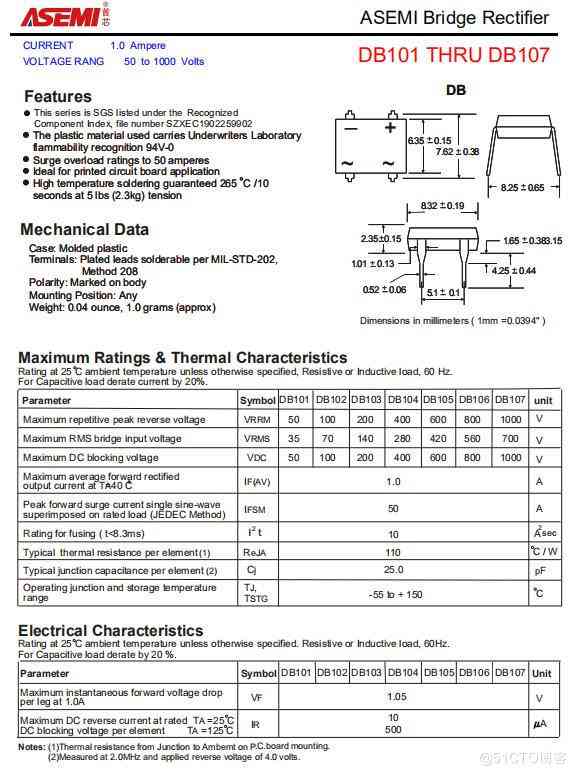 ASEMI 首芯
ASEMI Bridge Rectifier
CURRENT 1.0 Ampere
VOLTAGE RANG 50 to 1000 Volts
DB101 THRU DB107
Features
This series is SGS listed under the Recognized
Component Index, file number SZXEC1902259902
The plastic material used carries Underwriters Laboratory
flammability recognition 94V-0
Surge overload ratings to 50 amperes
Ideal for printed circuit board application
High temperature soldering guaranteed 265℃/10
seconds at 5 lbs (2.3kg) tension
Mechanical Data
Case: Molded plastic
Terminals: Plated leads solderable per MIL-STD-202,
Method 208
Polarity: Marked on body
Mounting Position: Any
Weight: 0.04 ounce, 1.0 grams (approx)
DB
− +
~ ~
6.35 ± 0.15
7.62 ± 0.38
8.25 ± 0.65
8.32 ± 0.19
2.35±0.15
1.65 ± 0.3815
1.01 ± 0.13
4.25 ± 0.44
0.52 ± 0.06
5.1 ± 0.1
Dimensions in millimeters ( 1mm =0.0394" )
Maximum Ratings & Thermal Characteristics
Rating at 25℃ ambient temperature unless otherwise specified, Resistive or Inductive load, 60 Hz.
For Capacitive load derate current by 20%.
Parameter Symbol DB101 DB102 DB103 DB104 DB105 DB106 DB107 unit
Maximum repetitive peak reverse voltage VRRM 50 100 200 400 600 800 1000 V
Maximum RMS bridge input voltage VRMS 35 70 140 280 420 560 700 V
Maximum DC blocking voltage VDC 50 100 200 400 600 800 1000 V
Maximum average forward rectified
output current at TA=40℃ IF(AV) 1.0 A
Peak forward surge current single sine-wave
superimposed on rated load (JEDEC Method) IFSM 50 A
Rating for fusing ( t<8.3ms) I² t 10 A²sec
Typical thermal resistance per element (1) ReJA 110 ℃ / W
Typical junction capacitance per element (2) Cj 25.0 pF
Operating junction and storage temperature
range TJ, TSTG -55 to + 150 ℃
Electrical Characteristics
Rating at 25℃ ambient temperature unless otherwise specified. Resistive or Inductive load, 60Hz.
For Capacitive load derate by 20 %.
Parameter Symbol DB101 DB102 DB103 DB104 DB105 DB106 DB107 Unit
Maximum instantaneous forward voltage drop
per leg at 1.0A VF 1.05 V
Maximum DC reverse current at rated TA =25℃ 10
DC blocking voltage per element TA =125℃ IR 500 µA
Notes: (1)Thermal resistance from Junction to Ambemt on P.C.board mounting.
(2)Measured at 2.0MHz and applied reverse voltage of 4.0 volts.
@51CTO博客